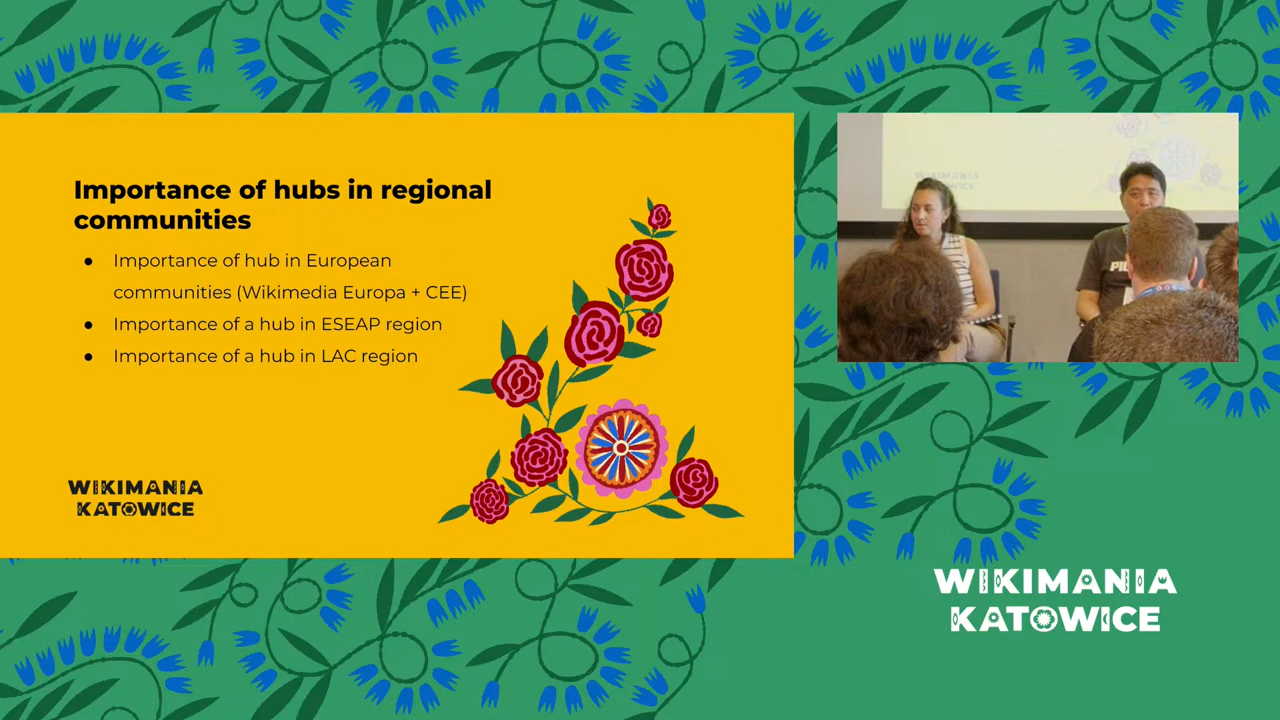 Importance of hubs in regional
communities
● Importance of hub in European
communities (Wikimedia Europa + CEE)
● Importance of a hub in ESEAP region
● Importance of a hub in LAC region
WIKIMANIA
KATOWICE
WIKIMANIA
WIKIMANIA
KATOWICE